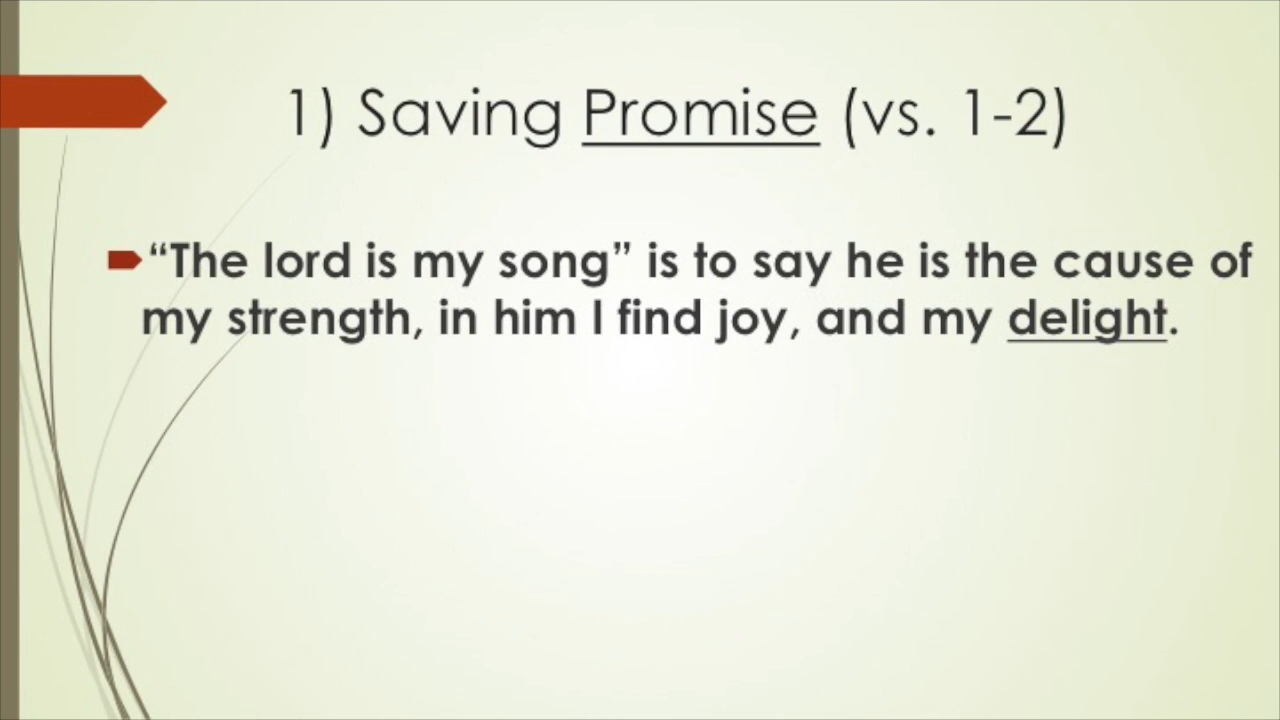 1) Saving Promise (vs. 1-2)
“The lord is my song” is to say he is the cause of
my strength, in him I find joy, and my delight.